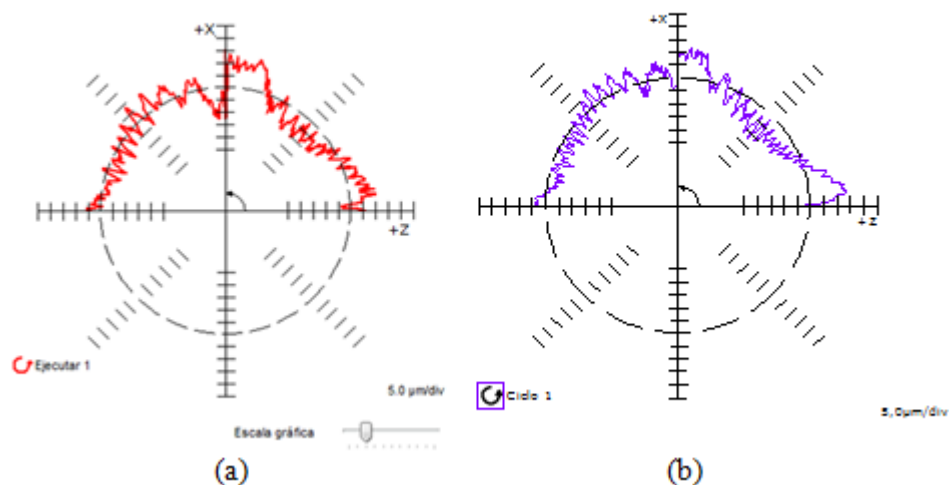 +X
+Z
Ejecutar 1
5.0 µm/div
Escala gráfica
(a)
+X
+Z
Ciclo 1
5,0µm/div
(b)